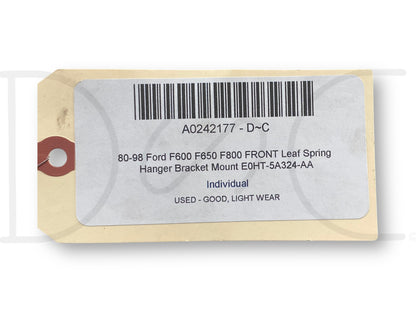 A0242177 - D~C
80-98 Ford F600 F650 F800 FRONT Leaf Spring
Hanger Bracket Mount E0HT-5A324-AA
Individual
USED - GOOD, LIGHT WEAR